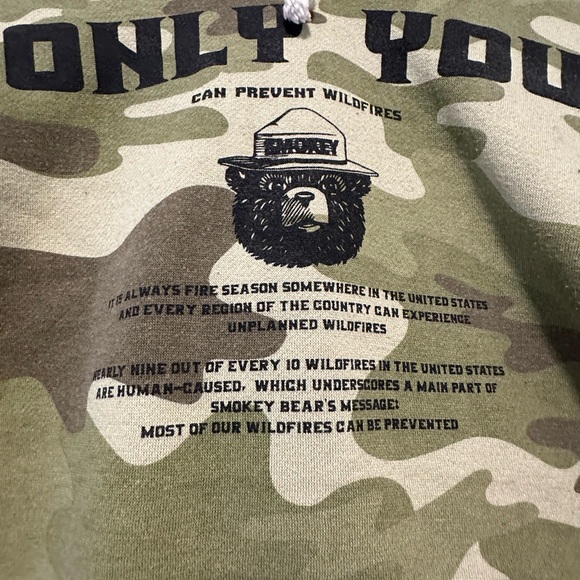 ONLY YOU
CAN PREVENT WILDFIRES
SMOKEY
IT IS ALWAYS FIRE SEASON SOMEWHERE IN THE UNITED STATES
AND EVERY REGION OF THE COUNTRY CAN EXPERIENCE
UNPLANNED WILDFIRES
NEARLY NINE OUT OF EVERY 10 WILDFIRES IN THE UNITED STATES
ARE HUMAN-CAUSED, WHICH UNDERSCORES A MAIN PART OF
SMOKEY BEAR'S MESSAGE:
MOST OF OUR WILDFIRES CAN BE PREVENTED